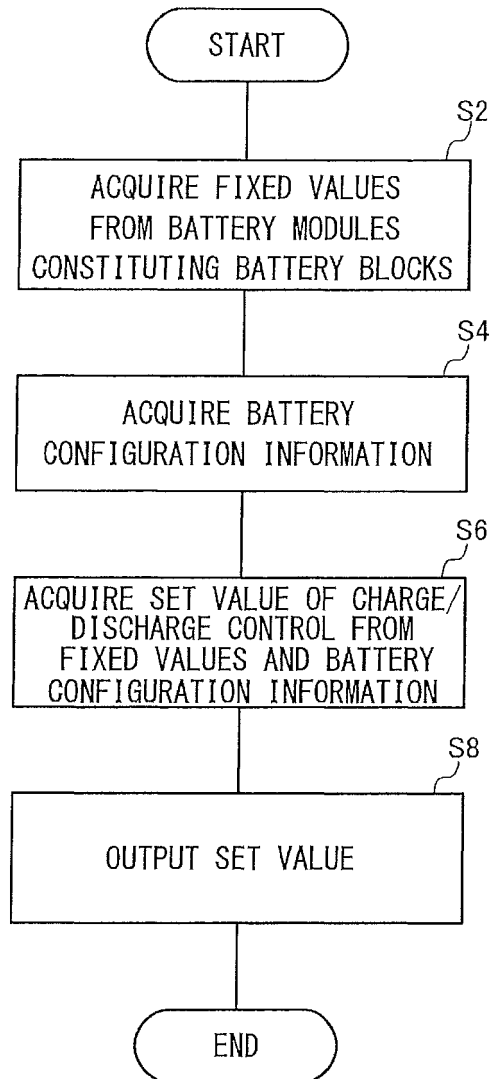 START
S2
ACQUIRE FIXED VALUES
FROM BATTERY MODULES
CONSTITUTING BATTERY BLOCKS
S4
ACQUIRE BATTERY
CONFIGURATION INFORMATION
S6
ACQUIRE SET VALUE OF CHARGE/
DISCHARGE CONTROL FROM
FIXED VALUES AND BATTERY
CONFIGURATION INFORMATION
S8
OUTPUT SET VALUE
END